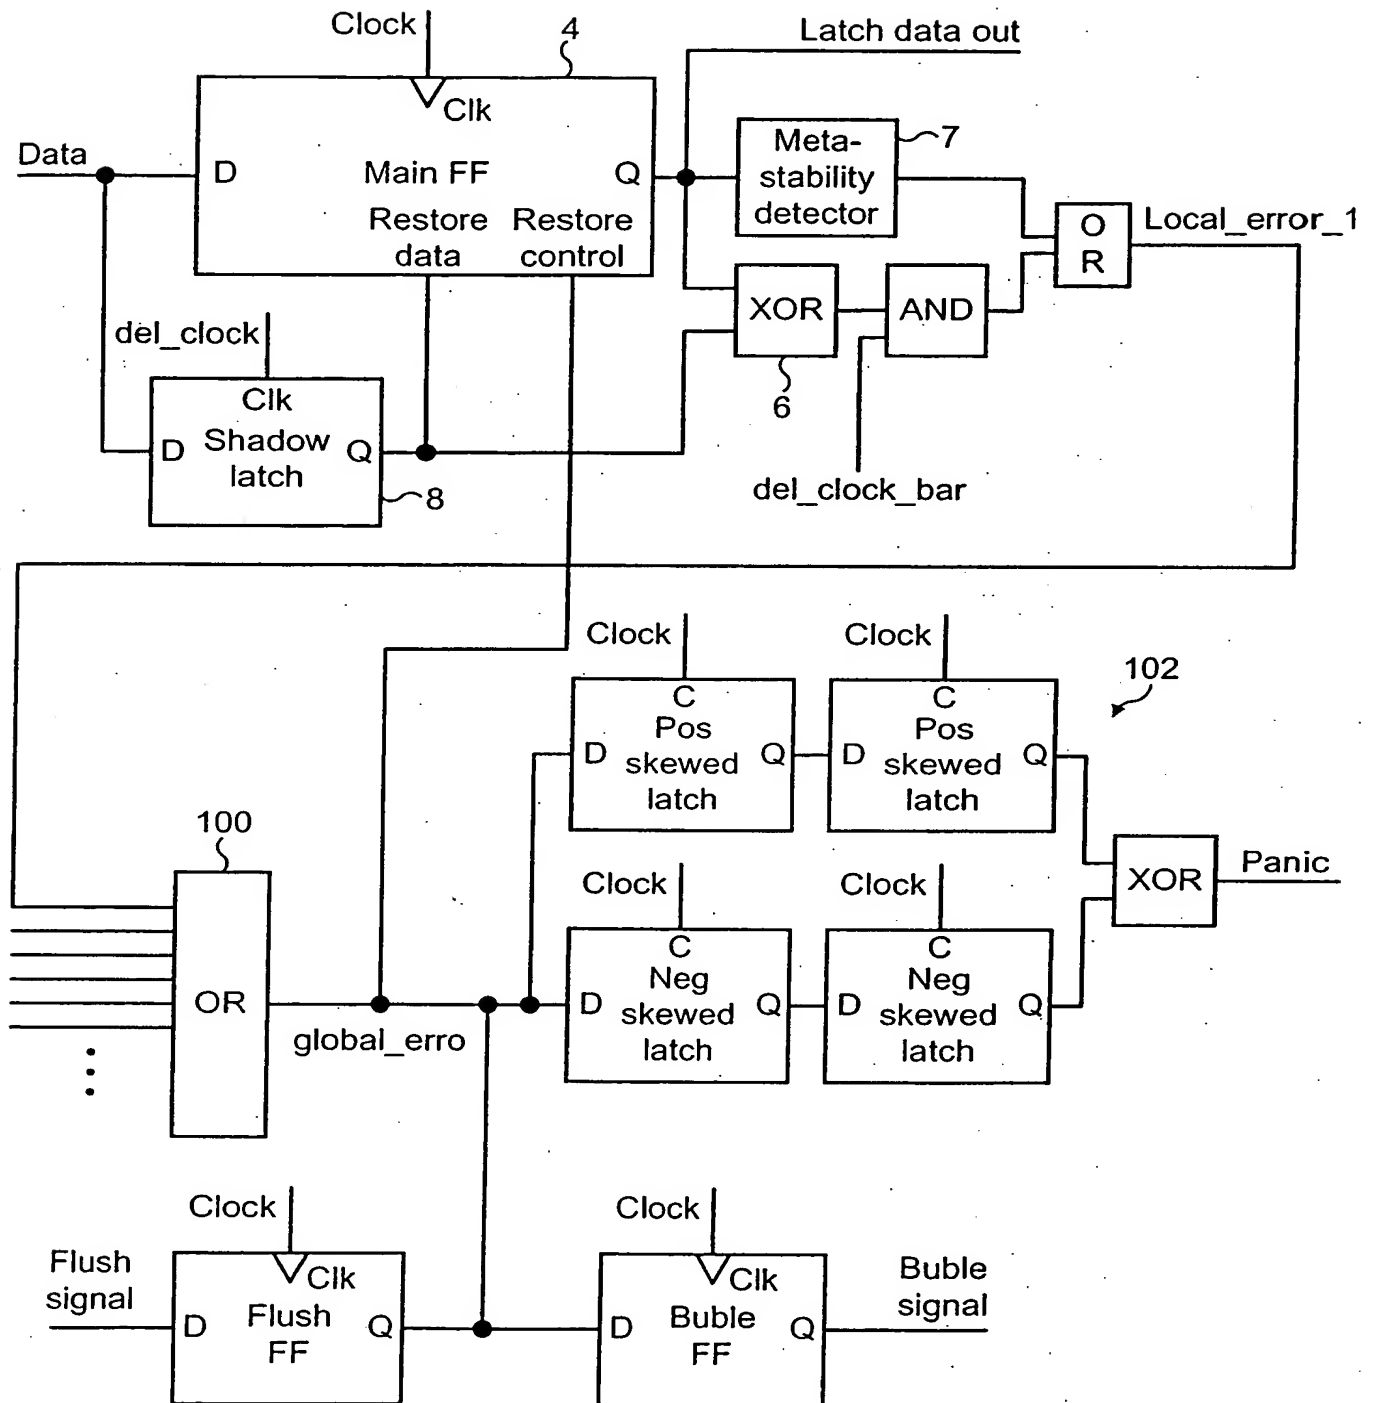 Clock
4
Latch data out
Clk
Data
D
Main FF
Q
Restore
data
Restore
control
Meta-
stability
detector
7
O
R
Local_error_1
XOR
6
AND
del_clock
del_clock_bar
Clk
D
Shadow
latch
Q
8
Clock
Clock
102
C
D
Pos
skewed
latch
Q
C
D
Pos
skewed
latch
Q
100
OR
global_erro
Clock
Clock
XOR
Panic
C
D
Neg
skewed
latch
Q
C
D
Neg
skewed
latch
Q
Clock
Clock
Flush
signal
Clk
D
Flush
FF
Q
Clk
D
Buble
FF
Q
Buble
signal